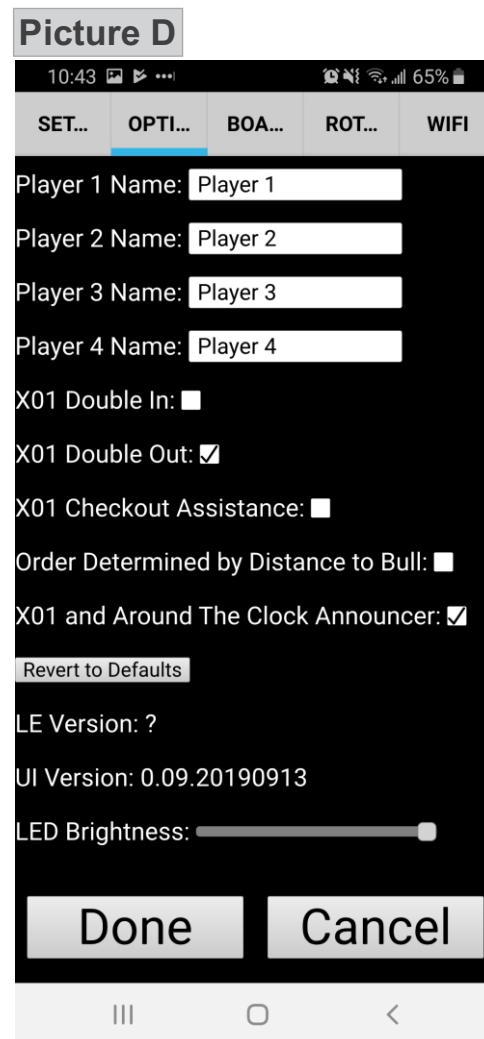 Picture D
10:43 65%
SET... OPTI... BOA... ROT... WIFI
Player 1 Name: Player 1
Player 2 Name: Player 2
Player 3 Name: Player 3
Player 4 Name: Player 4
X01 Double In:
X01 Double Out:
X01 Checkout Assistance:
Order Determined by Distance to Bull:
X01 and Around The Clock Announcer:
Revert to Defaults
LE Version: ?
UI Version: 0.09.20190913
LED Brightness:
Done Cancel